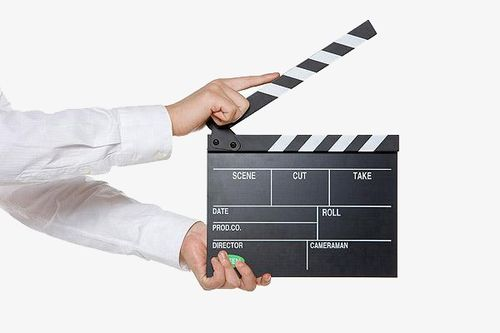 SCENE CUT TAKE
DATE ROLL
PROD.CO.
DIRECTOR CAMERAMAN